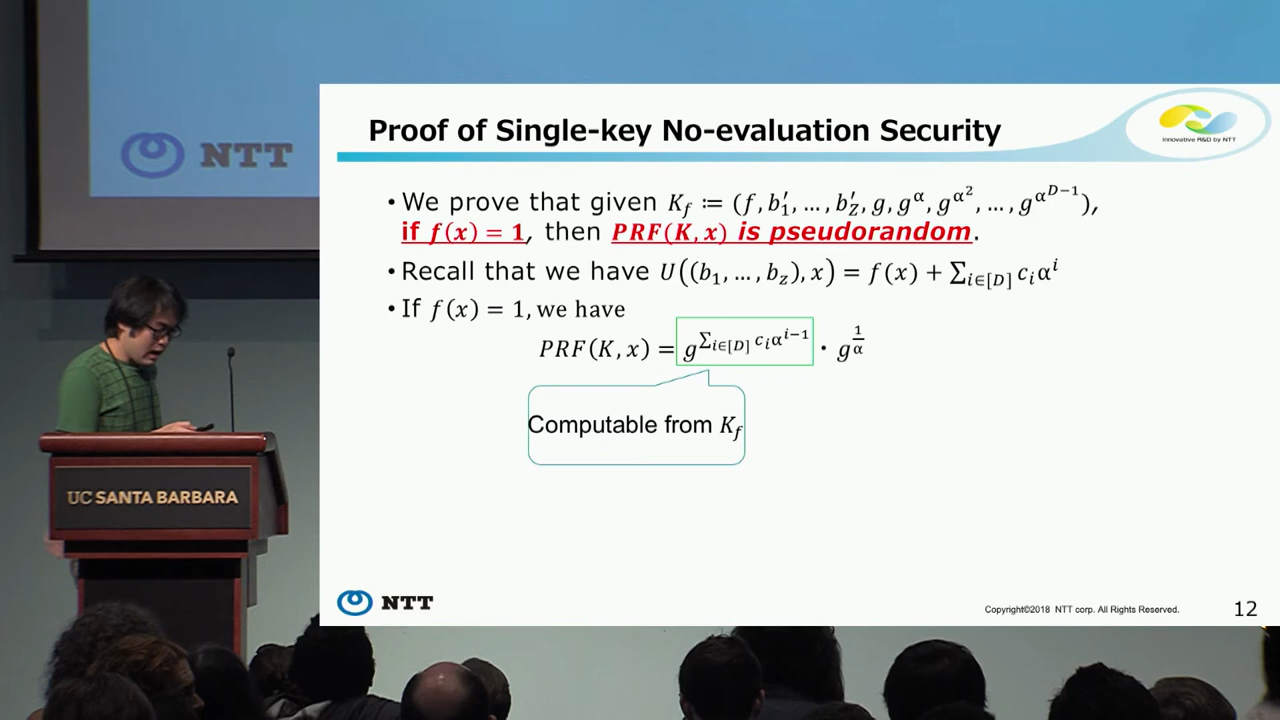 NTT
Innovative R&D by NTT
Proof of Single-key No-evaluation Security
• We prove that given K_f ≔ (f, b′_1, … , b′_Z, g, g^α, g^{α^2}, … , g^{α^{D−1}}),
if f(x) = 1, then PRF(K, x) is pseudorandom.
• Recall that we have U((b_1, … , b_z), x) = f(x) + ∑_{i∈[D]} c_i α^i
• If f(x) = 1, we have
PRF(K, x) = g^{∑_{i∈[D]} c_i α^{i−1}} · g^{1/α}
Computable from K_f
UC SANTA BARBARA
NTT
Copyright©2018 NTT corp. All Rights Reserved.
12